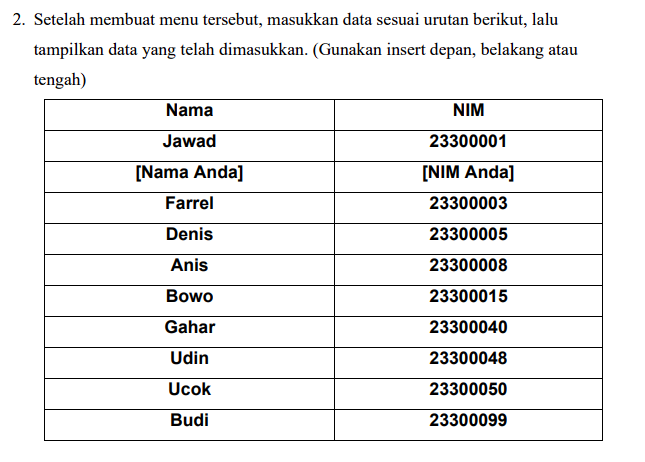 2. Setelah membuat menu tersebut, masukkan data sesuai urutan berikut, lalu
tampilkan data yang telah dimasukkan. (Gunakan insert depan, belakang atau
tengah)
Nama NIM
Jawad 23300001
[Nama Anda] [NIM Anda]
Farrel 23300003
Denis 23300005
Anis 23300008
Bowo 23300015
Gahar 23300040
Udin 23300048
Ucok 23300050
Budi 23300099